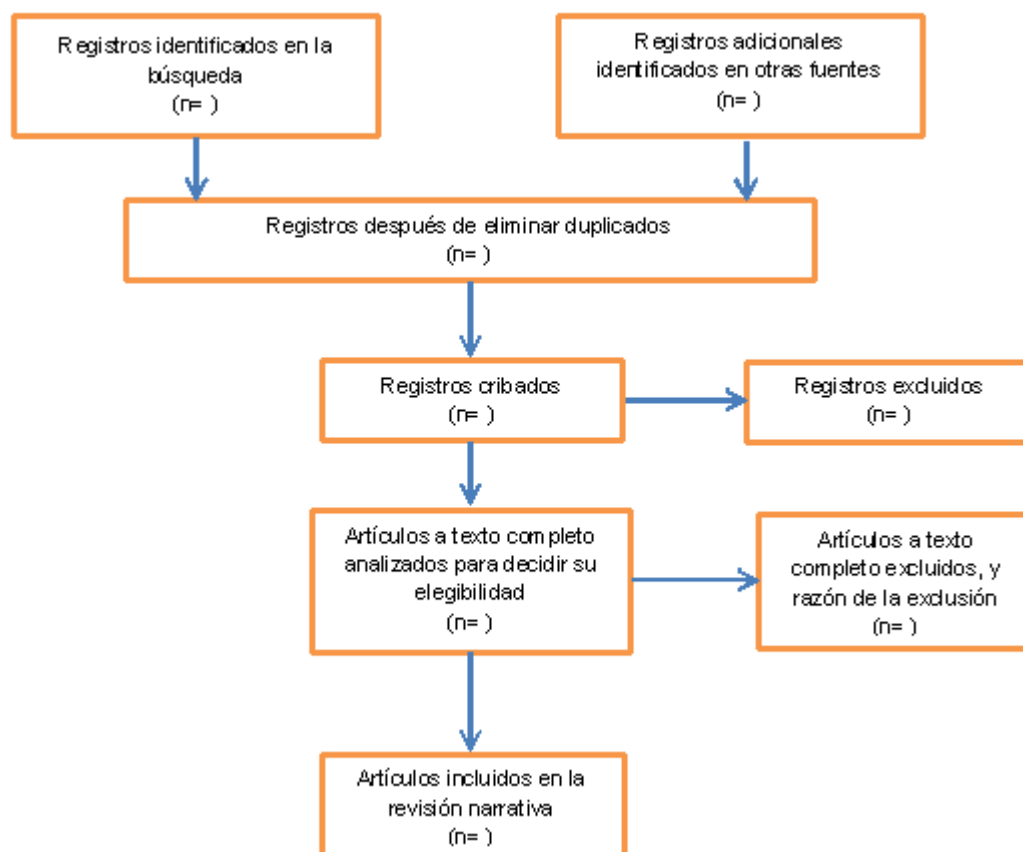 Registros identificados en la
búsqueda
(n= )
Registros adicionales
identificados en otras fuentes
(n= )
Registros después de eliminar duplicados
(n= )
Registros cribados
(n= )
Registros excluidos
(n= )
Artículos a texto completo
analizados para decidir su
elegibilidad
(n= )
Artículos a texto
completo excluidos, y
razón de la exclusión
(n= )
Artículos incluidos en la
revisión narrativa
(n= )